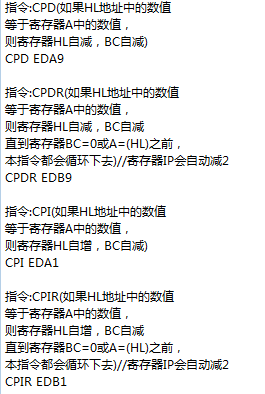 指令:CPD(如果HL地址中的数值
等于寄存器A中的数值，
则寄存器HL自减，BC自减)
CPD EDA9
指令:CPDR(如果HL地址中的数值
等于寄存器A中的数值，
则寄存器HL自减，BC自减
直到寄存器BC=0或A=(HL)之前，
本指令都会循环下去)//寄存器IP会自动减2
CPDR EDB9
指令:CPI(如果HL地址中的数值
等于寄存器A中的数值，
则寄存器HL自增，BC自减)
CPI EDA1
指令:CPIR(如果HL地址中的数值
等于寄存器A中的数值，
则寄存器HL自增，BC自减
直到寄存器BC=0或A=(HL)之前，
本指令都会循环下去)//寄存器IP会自动减2
CPIR EDB1